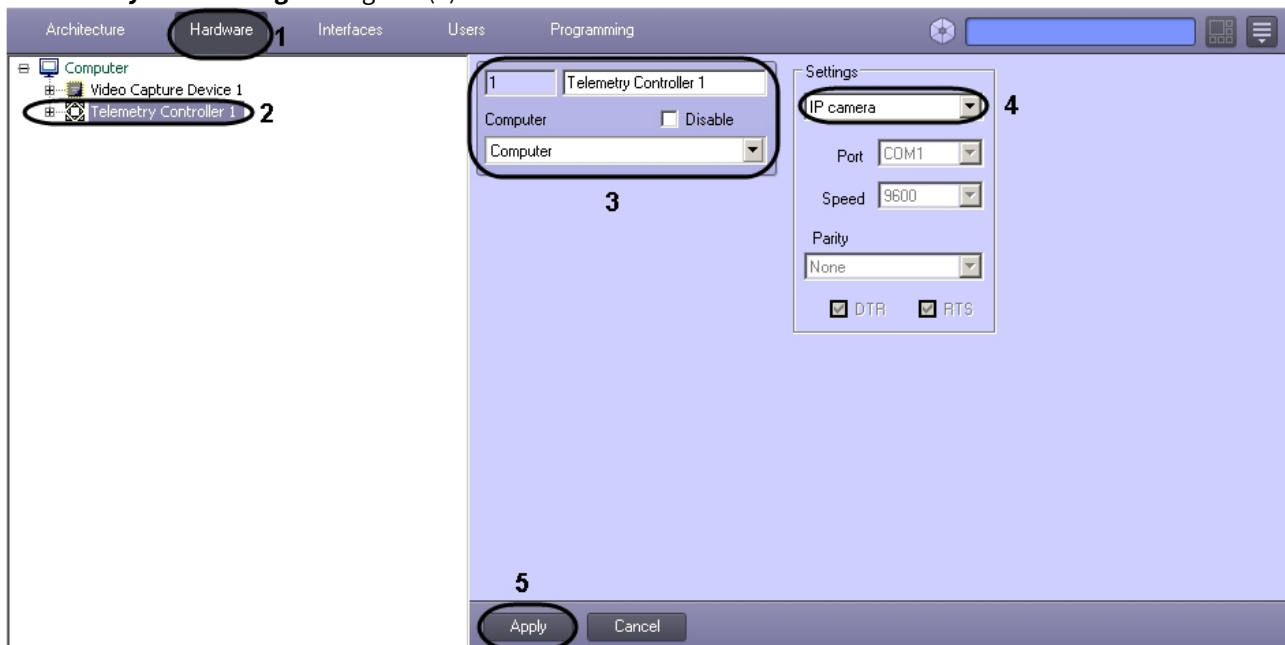 Architecture Hardware 1 Interfaces Users Programming
Computer
Video Capture Device 1
Telemetry Controller 1 2
1 Telemetry Controller 1
Computer Disable
Computer
3
Settings
IP camera 4
Port COM1
Speed 9600
Parity
None
DTR RTS
5
Apply Cancel